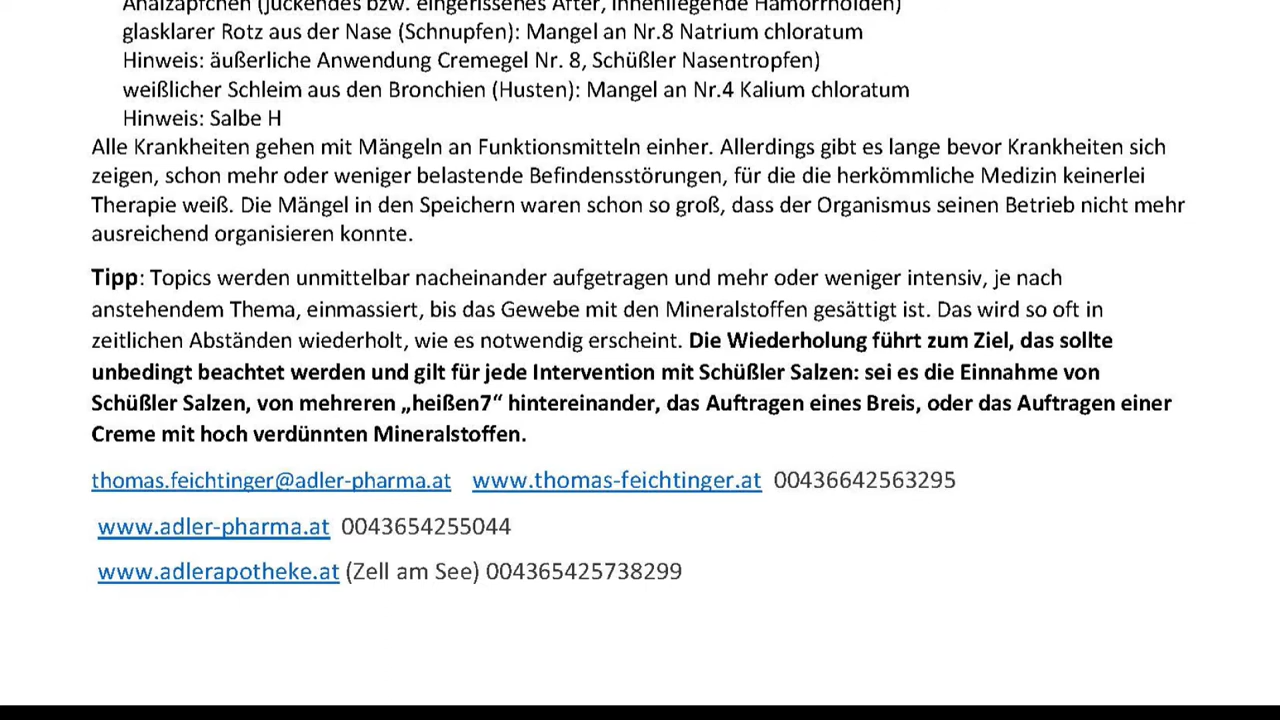 Analzäpfchen (juckendes bzw. eingerissenes After, innenliegende Hämorrhoiden)
glasklarer Rotz aus der Nase (Schnupfen): Mangel an Nr.8 Natrium chloratum
Hinweis: äußerliche Anwendung Cremegel Nr. 8, Schüßler Nasentropfen)
weißlicher Schleim aus den Bronchien (Husten): Mangel an Nr.4 Kalium chloratum
Hinweis: Salbe H
Alle Krankheiten gehen mit Mängeln an Funktionsmitteln einher. Allerdings gibt es lange bevor Krankheiten sich
zeigen, schon mehr oder weniger belastende Befindensstörungen, für die die herkömmliche Medizin keinerlei
Therapie weiß. Die Mängel in den Speichern waren schon so groß, dass der Organismus seinen Betrieb nicht mehr
ausreichend organisieren konnte.
Tipp: Topics werden unmittelbar nacheinander aufgetragen und mehr oder weniger intensiv, je nach
anstehendem Thema, einmassiert, bis das Gewebe mit den Mineralstoffen gesättigt ist. Das wird so oft in
zeitlichen Abständen wiederholt, wie es notwendig erscheint. Die Wiederholung führt zum Ziel, das sollte
unbedingt beachtet werden und gilt für jede Intervention mit Schüßler Salzen: sei es die Einnahme von
Schüßler Salzen, von mehreren „heißen7“ hintereinander, das Auftragen eines Breis, oder das Auftragen einer
Creme mit hoch verdünnten Mineralstoffen.
thomas.feichtinger@adler-pharma.at www.thomas-feichtinger.at 00436642563295
www.adler-pharma.at 0043654255044
www.adlerapotheke.at (Zell am See) 004365425738299